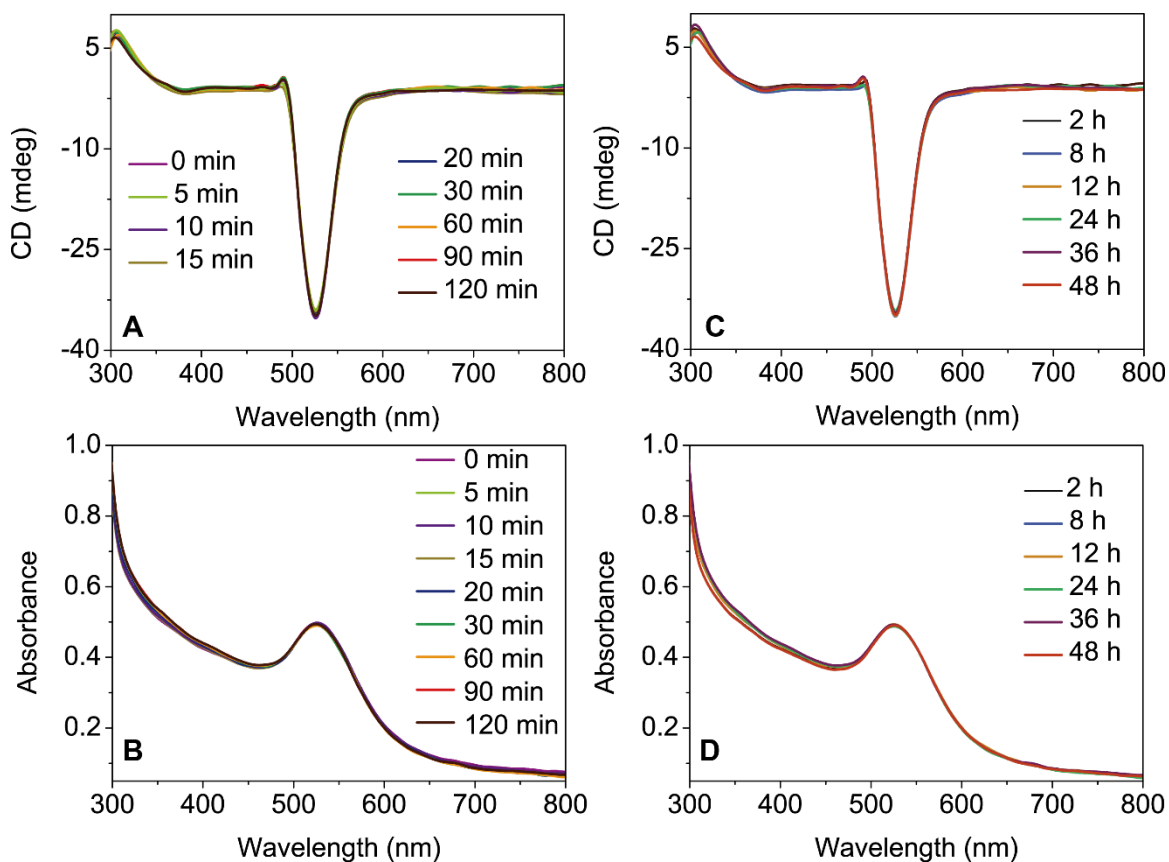 5
-10
-25
-40
CD (mdeg)
0 min
5 min
10 min
15 min
20 min
30 min
60 min
90 min
120 min
A
300 400 500 600 700 800
Wavelength (nm)
5
-10
-25
-40
CD (mdeg)
2 h
8 h
12 h
24 h
36 h
48 h
C
300 400 500 600 700 800
Wavelength (nm)
1.0
0.8
0.6
0.4
0.2
Absorbance
0 min
5 min
10 min
15 min
20 min
30 min
60 min
90 min
120 min
B
300 400 500 600 700 800
Wavelength (nm)
1.0
0.8
0.6
0.4
0.2
Absorbance
2 h
8 h
12 h
24 h
36 h
48 h
D
300 400 500 600 700 800
Wavelength (nm)